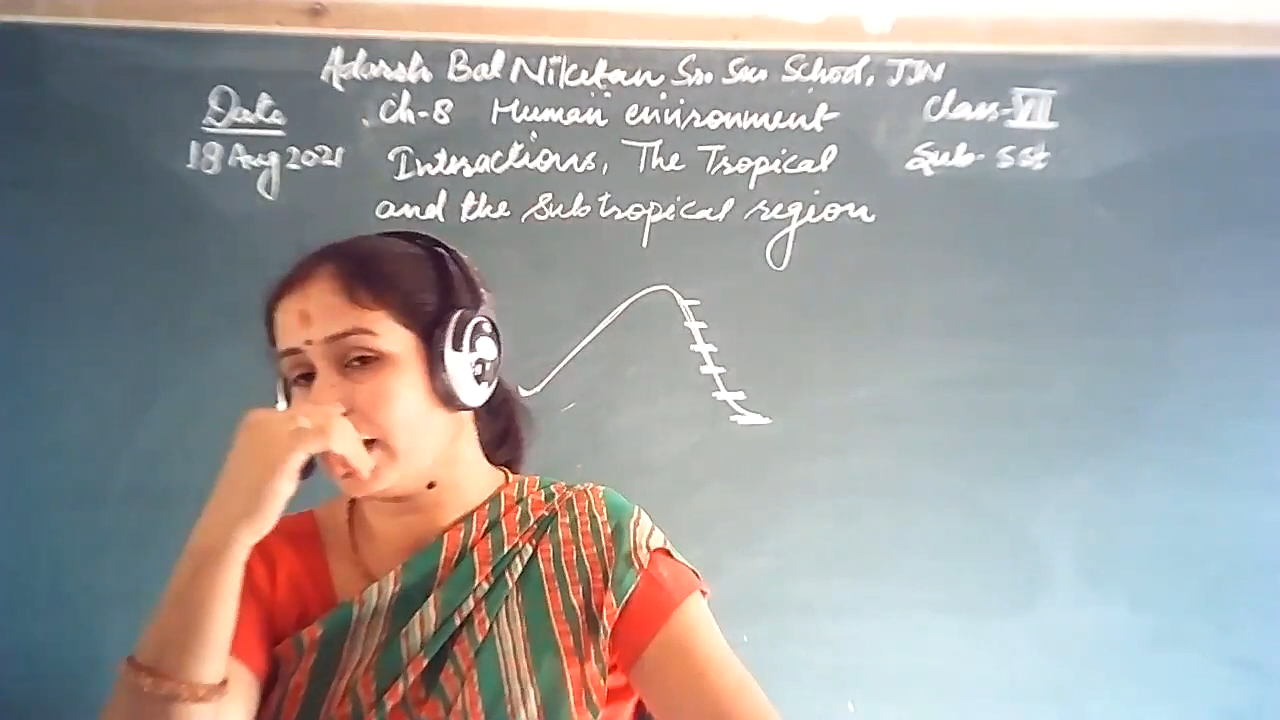 Adarsh Bal Niketan Sr. Sec School, JJN
Date Ch-8 Human environment Class-VII
18 Aug 2021 Interactions, The Tropical Sub- SSt
and the Subtropical region